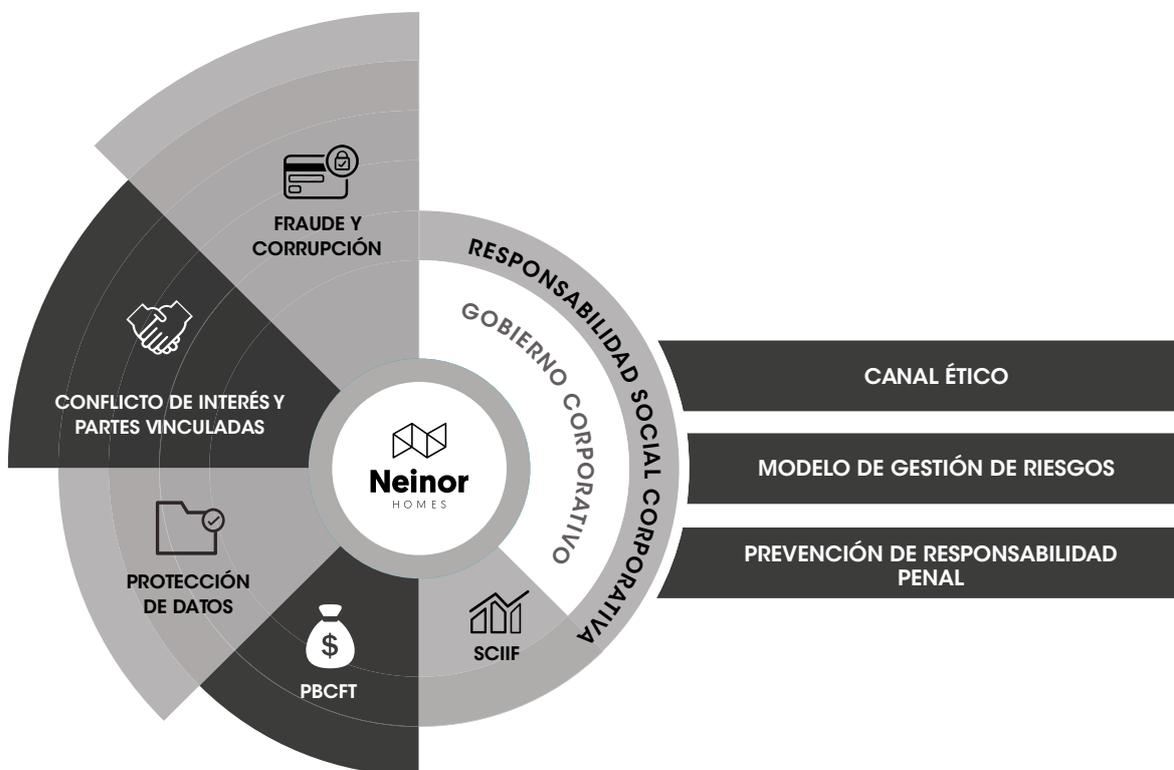 FRAUDE Y
CORRUPCIÓN
RESPONSABILIDAD SOCIAL CORPORATIVA
GOBIERNO CORPORATIVO
CANAL ÉTICO
CONFLICTO DE INTERÉS Y
PARTES VINCULADAS
Neinor
HOMES
MODELO DE GESTIÓN DE RIESGOS
PREVENCIÓN DE RESPONSABILIDAD
PENAL
PROTECCIÓN
DE DATOS
$
PBCFT
SCIIF